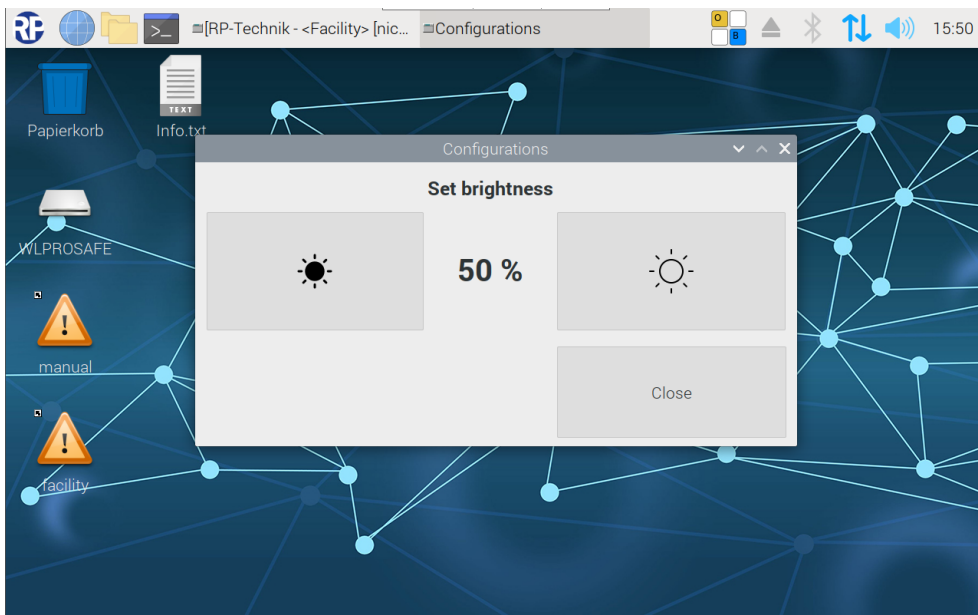 RP
>_
[RP-Technik - <Facility> [nic...
Configurations
O
B
15:50
Papierkorb
TEXT
Info.txt
Configurations
Set brightness
50 %
Close
WLPROSAFE
manual
facility